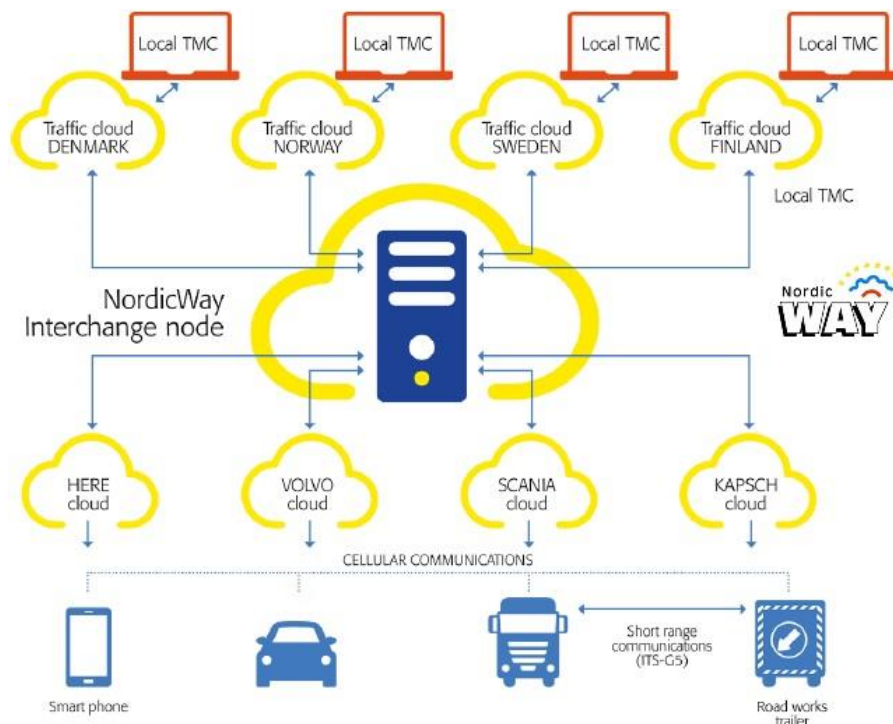 Local TMC
Local TMC
Local TMC
Local TMC
Traffic cloud
DENMARK
Traffic cloud
NORWAY
Traffic cloud
SWEDEN
Traffic cloud
FINLAND
Local TMC
NordicWay
Interchange node
Nordic
WAY
HERE
cloud
VOLVO
cloud
SCANIA
cloud
KAPSCH
cloud
CELLULAR COMMUNICATIONS
Short range
communications
(ITS-G5)
Smart phone
Road works
trailer